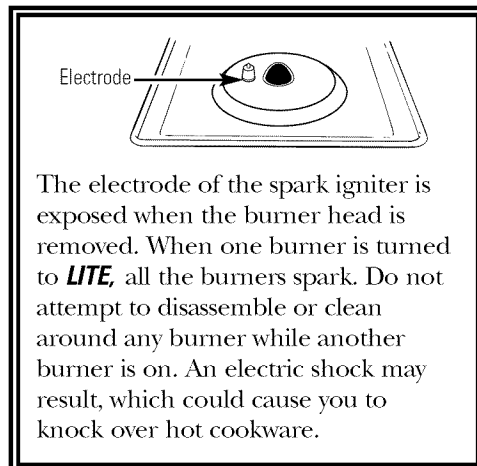 Electrode
The electrode of the spark igniter is
exposed when the burner head is
removed. When one burner is turned
to LITE, all the burners spark. Do not
attempt to disassemble or clean
around any burner while another
burner is on. An electric shock may
result, which could cause you to
knock over hot cookware.